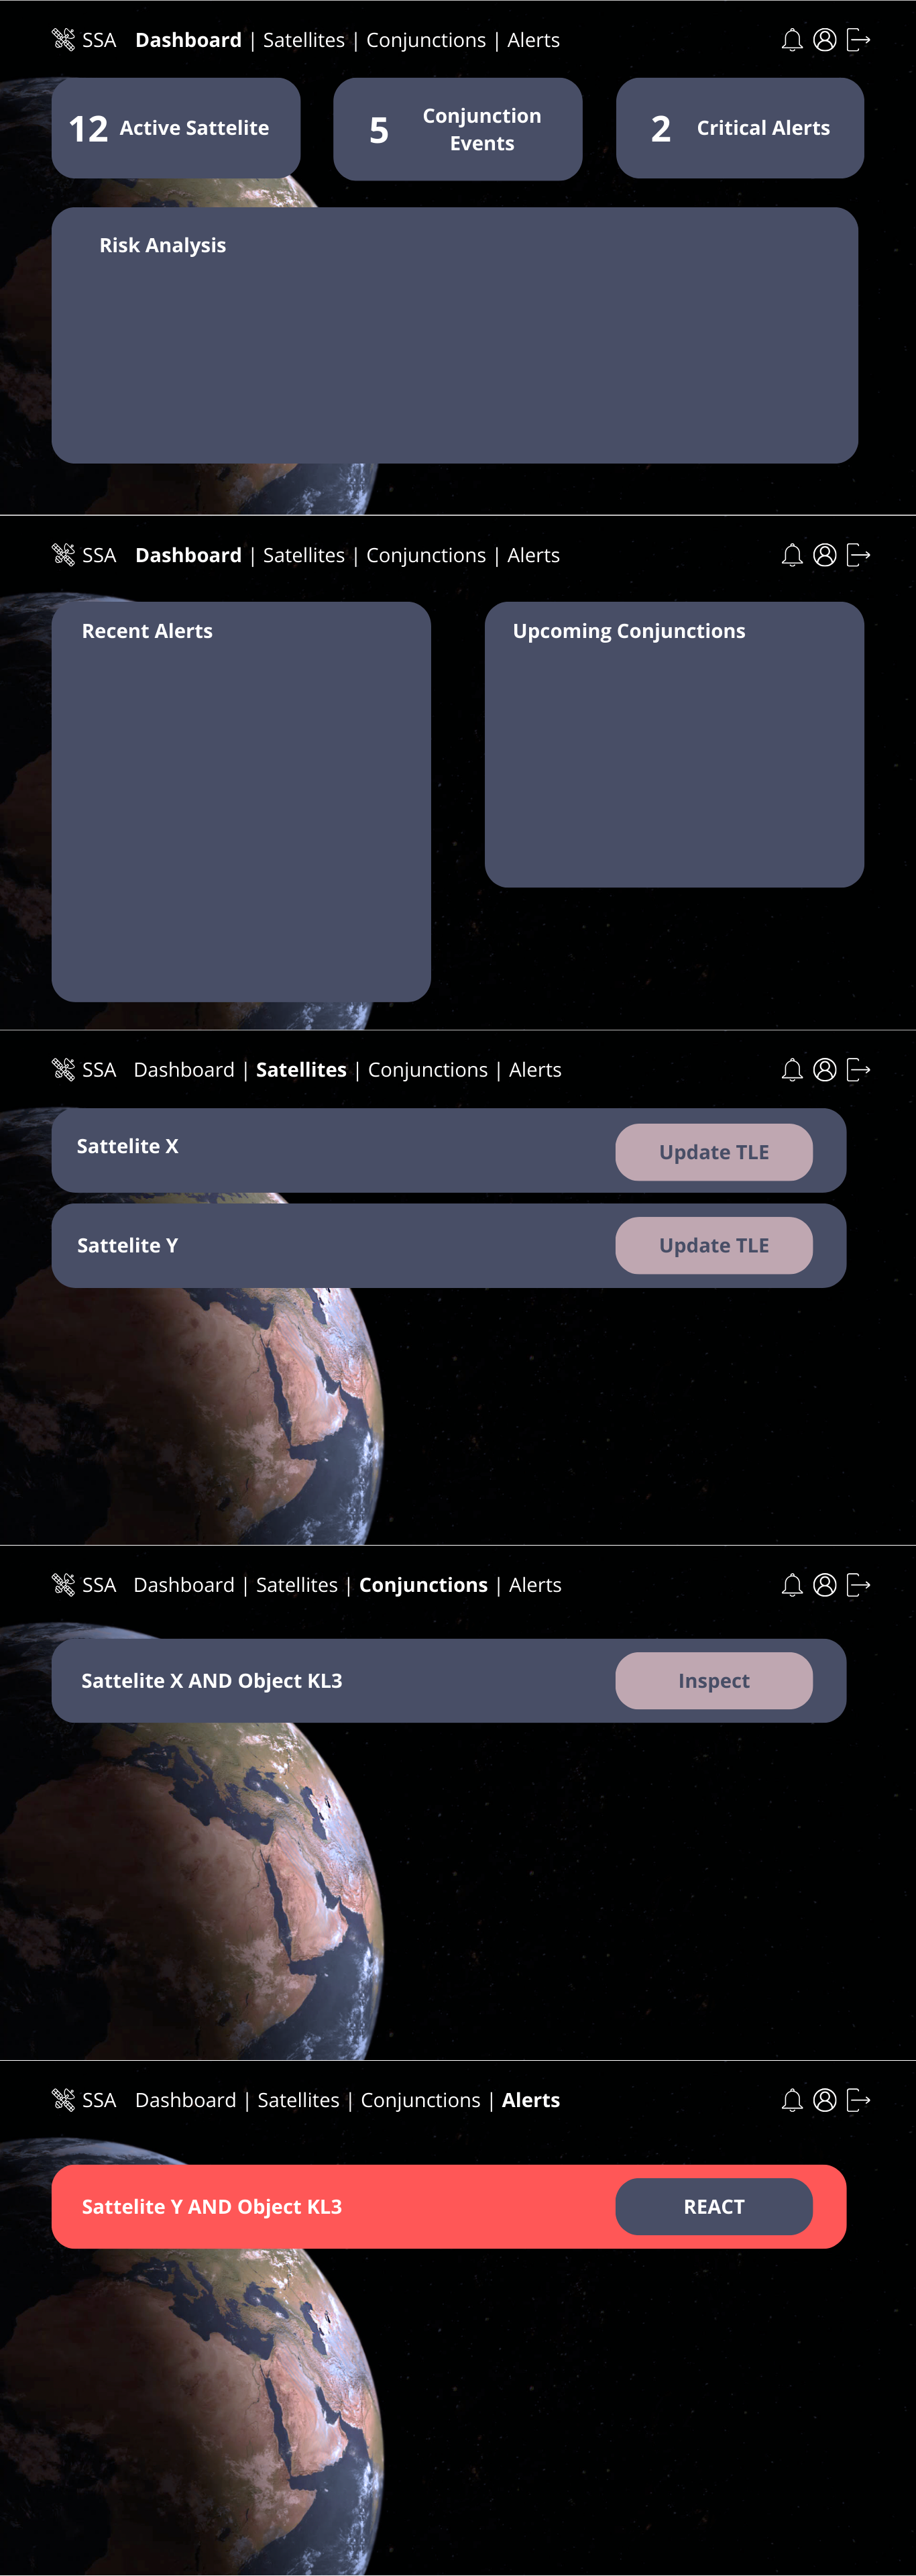 SSA Dashboard | Satellites | Conjunctions | Alerts
12 Active Sattelite
5 Conjunction
Events
2 Critical Alerts
Risk Analysis
SSA Dashboard | Satellites | Conjunctions | Alerts
Recent Alerts
Upcoming Conjunctions
SSA Dashboard | Satellites | Conjunctions | Alerts
Sattelite X
Update TLE
Sattelite Y
Update TLE
SSA Dashboard | Satellites | Conjunctions | Alerts
Sattelite X AND Object KL3
Inspect
SSA Dashboard | Satellites | Conjunctions | Alerts
Sattelite Y AND Object KL3
REACT